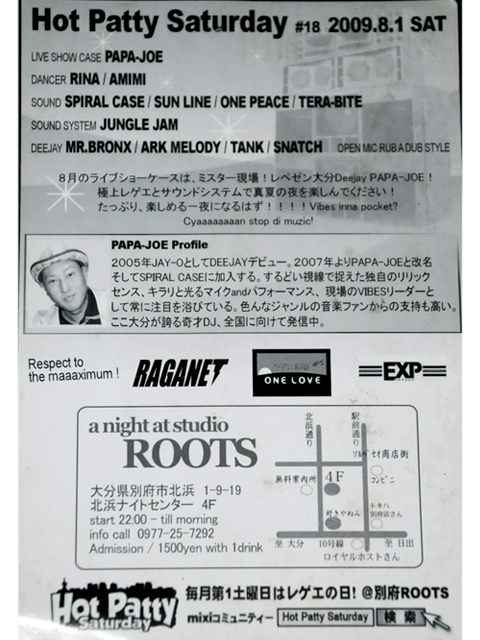 Hot Patty Saturday #18 2009.8.1 SAT
LIVE SHOW CASE PAPA-JOE
DANCER RINA / AMIMI
SOUND SPIRAL CASE / SUN LINE / ONE PEACE / TERA-BITE
SOUND SYSTEM JUNGLE JAM
DEEJAY MR.BRONX / ARK MELODY / TANK / SNATCH OPEN MIC RUB A DUB STYLE
8月のライブショーケースは、ミスター現場！レペゼン大分Deejay PAPA-JOE！
極上レゲエとサウンドシステムで真夏の夜を楽しんでください！
たっぷり、楽しめる一夜になるはず！！！！Vibes inna pocket?
Cyaaaaaaaan stop di muzic!
PAPA-JOE Profile
2005年JAY-OとしてDEEJAYデビュー。2007年よりPAPA-JOEと改名
そしてSPIRAL CASEに加入する。するどい視線で捉えた独自のリリック
センス、キラリと光るマイクandパフォーマンス、現場のVIBESリーダーと
して常に注目を浴びている。色んなジャンルの音楽ファンからの支持も高い。
ここ大分が誇る奇才DJ、全国に向けて発信中。
Respect to
the maaaximum !
RAGANET
ONE LOVE
EXP
a night at studio
ROOTS
大分県別府市北浜 1-9-19
北浜ナイトセンター 4F
start 22:00 - till morning
info call 0977-25-7292
Admission / 1500yen with 1drink
北浜通り
駅前通り
ソルパセオ商店街
無料案内所
4F
コンビニ
好きやねん
トキハ
別府店さん
至 大分 10号線 至 日出
ロイヤルホストさん
Hot Patty
Saturday
毎月第1土曜日はレゲエの日! @別府ROOTS
mixiコミュニティー Hot Patty Saturday 検索